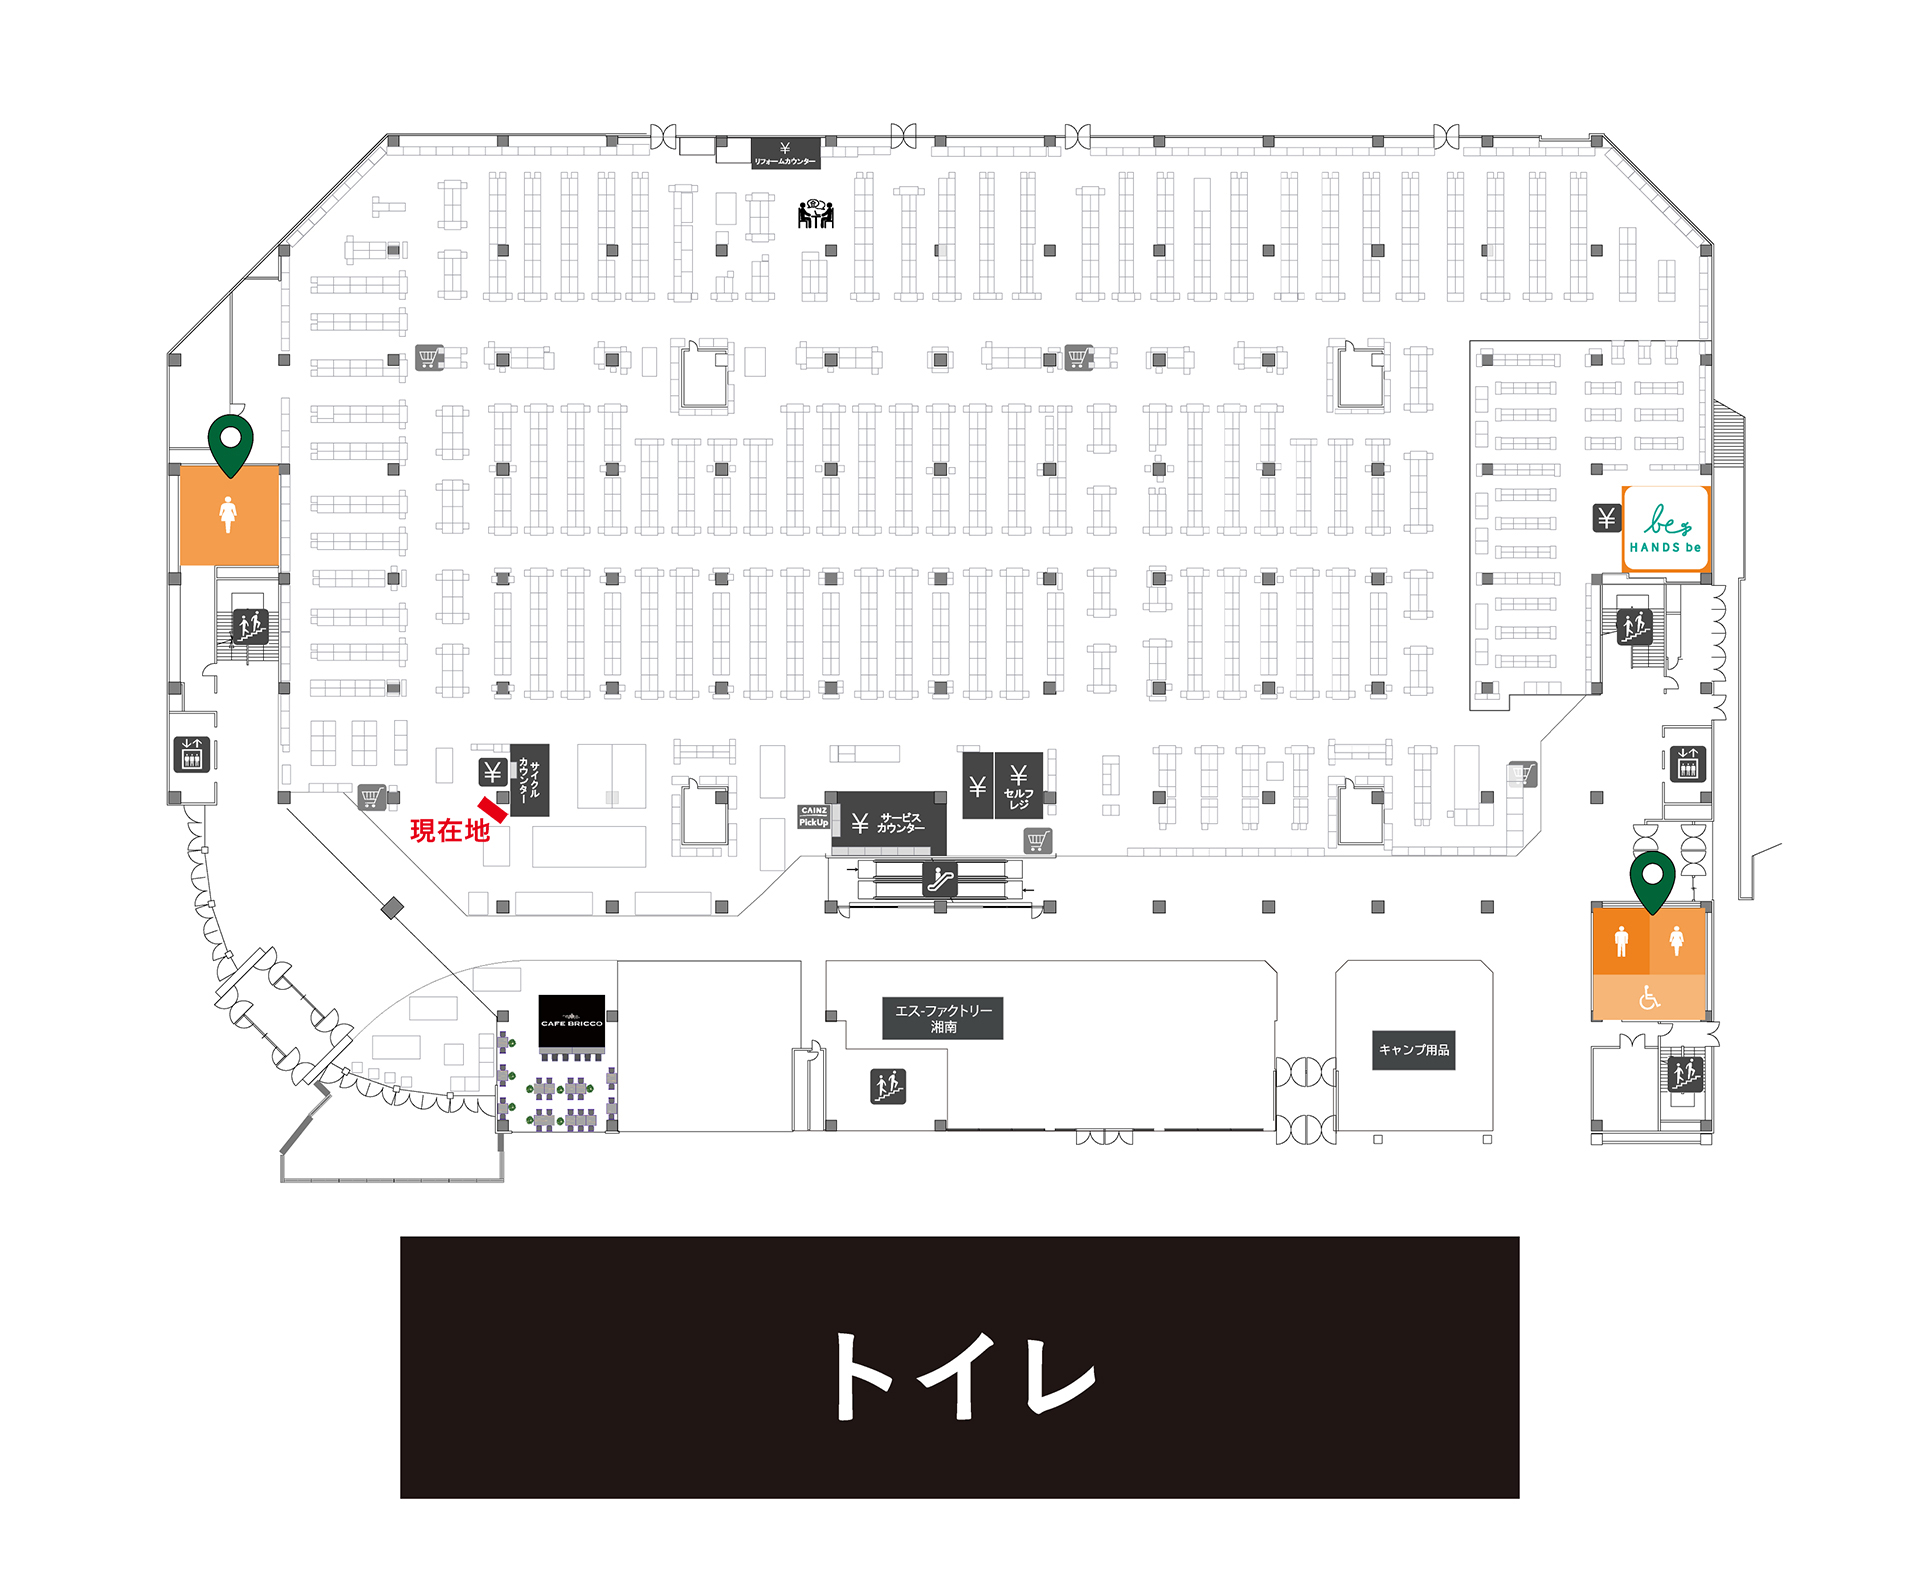 ¥
リフォームカウンター
¥
be
HANDS be
¥
サイクル
カウンター
現在地
CAINZ
PickUp
¥
サービス
カウンター
¥
¥
セルフ
レジ
CAFE BRICCO
エス-ファクトリー
湘南
キャンプ用品
トイレ